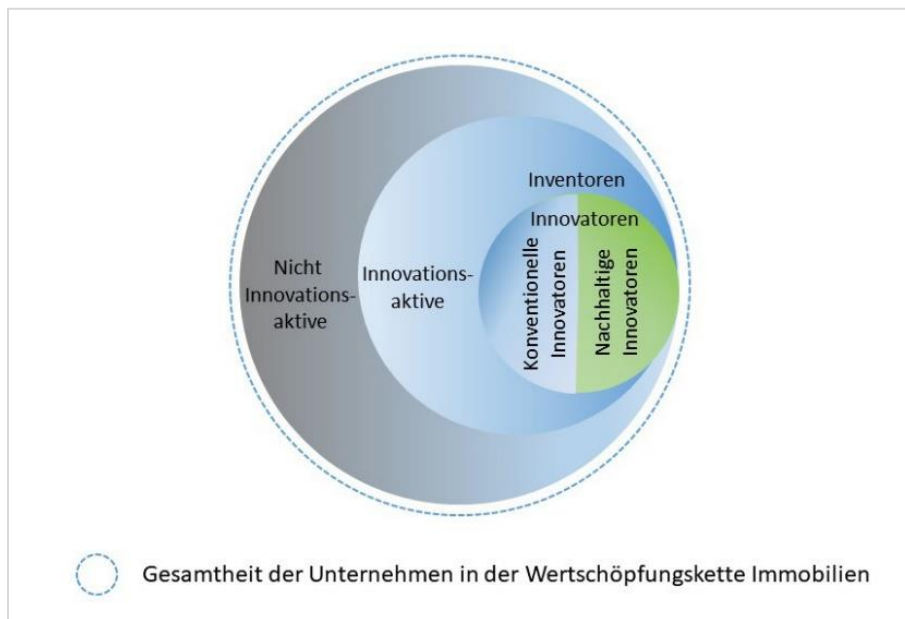 Inventoren
Innovatoren
Nicht
Innovations-
aktive
Innovations-
aktive
Konventionelle
Innovatoren
Nachhaltige
Innovatoren
Gesamtheit der Unternehmen in der Wertschöpfungskette Immobilien